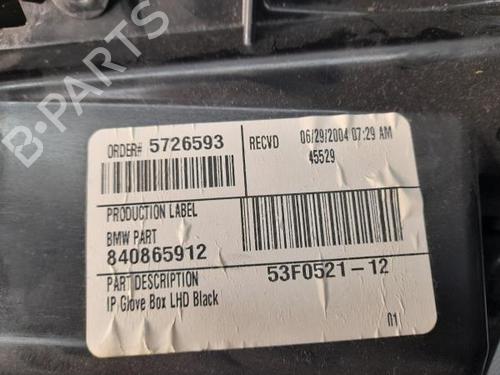 B-PARTS
ORDER# 5726593
RECVD 06/29/2004 07:29 AM
45529
PRODUCTION LABEL
BMW PART
840865912
PART DESCRIPTION
IP Glove Box LHD Black
53F0521-12
01